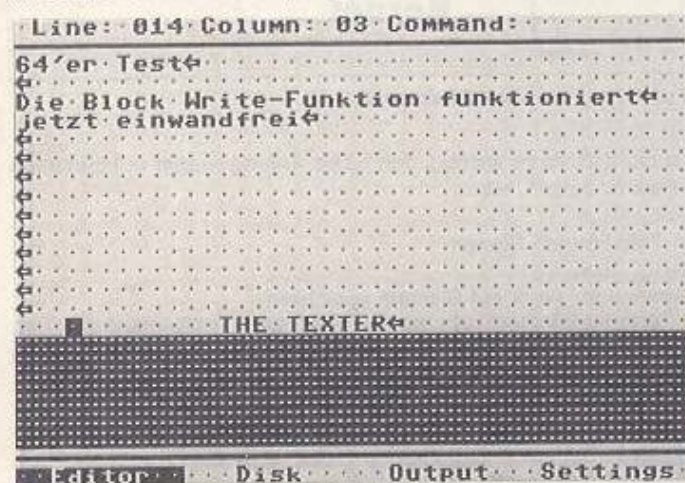 Line: 014 Column: 03 Command:
64'er Test
Die Block Write-Funktion funktioniert
jetzt einwandfrei
THE TEXTER
Editor Disk Output Settings